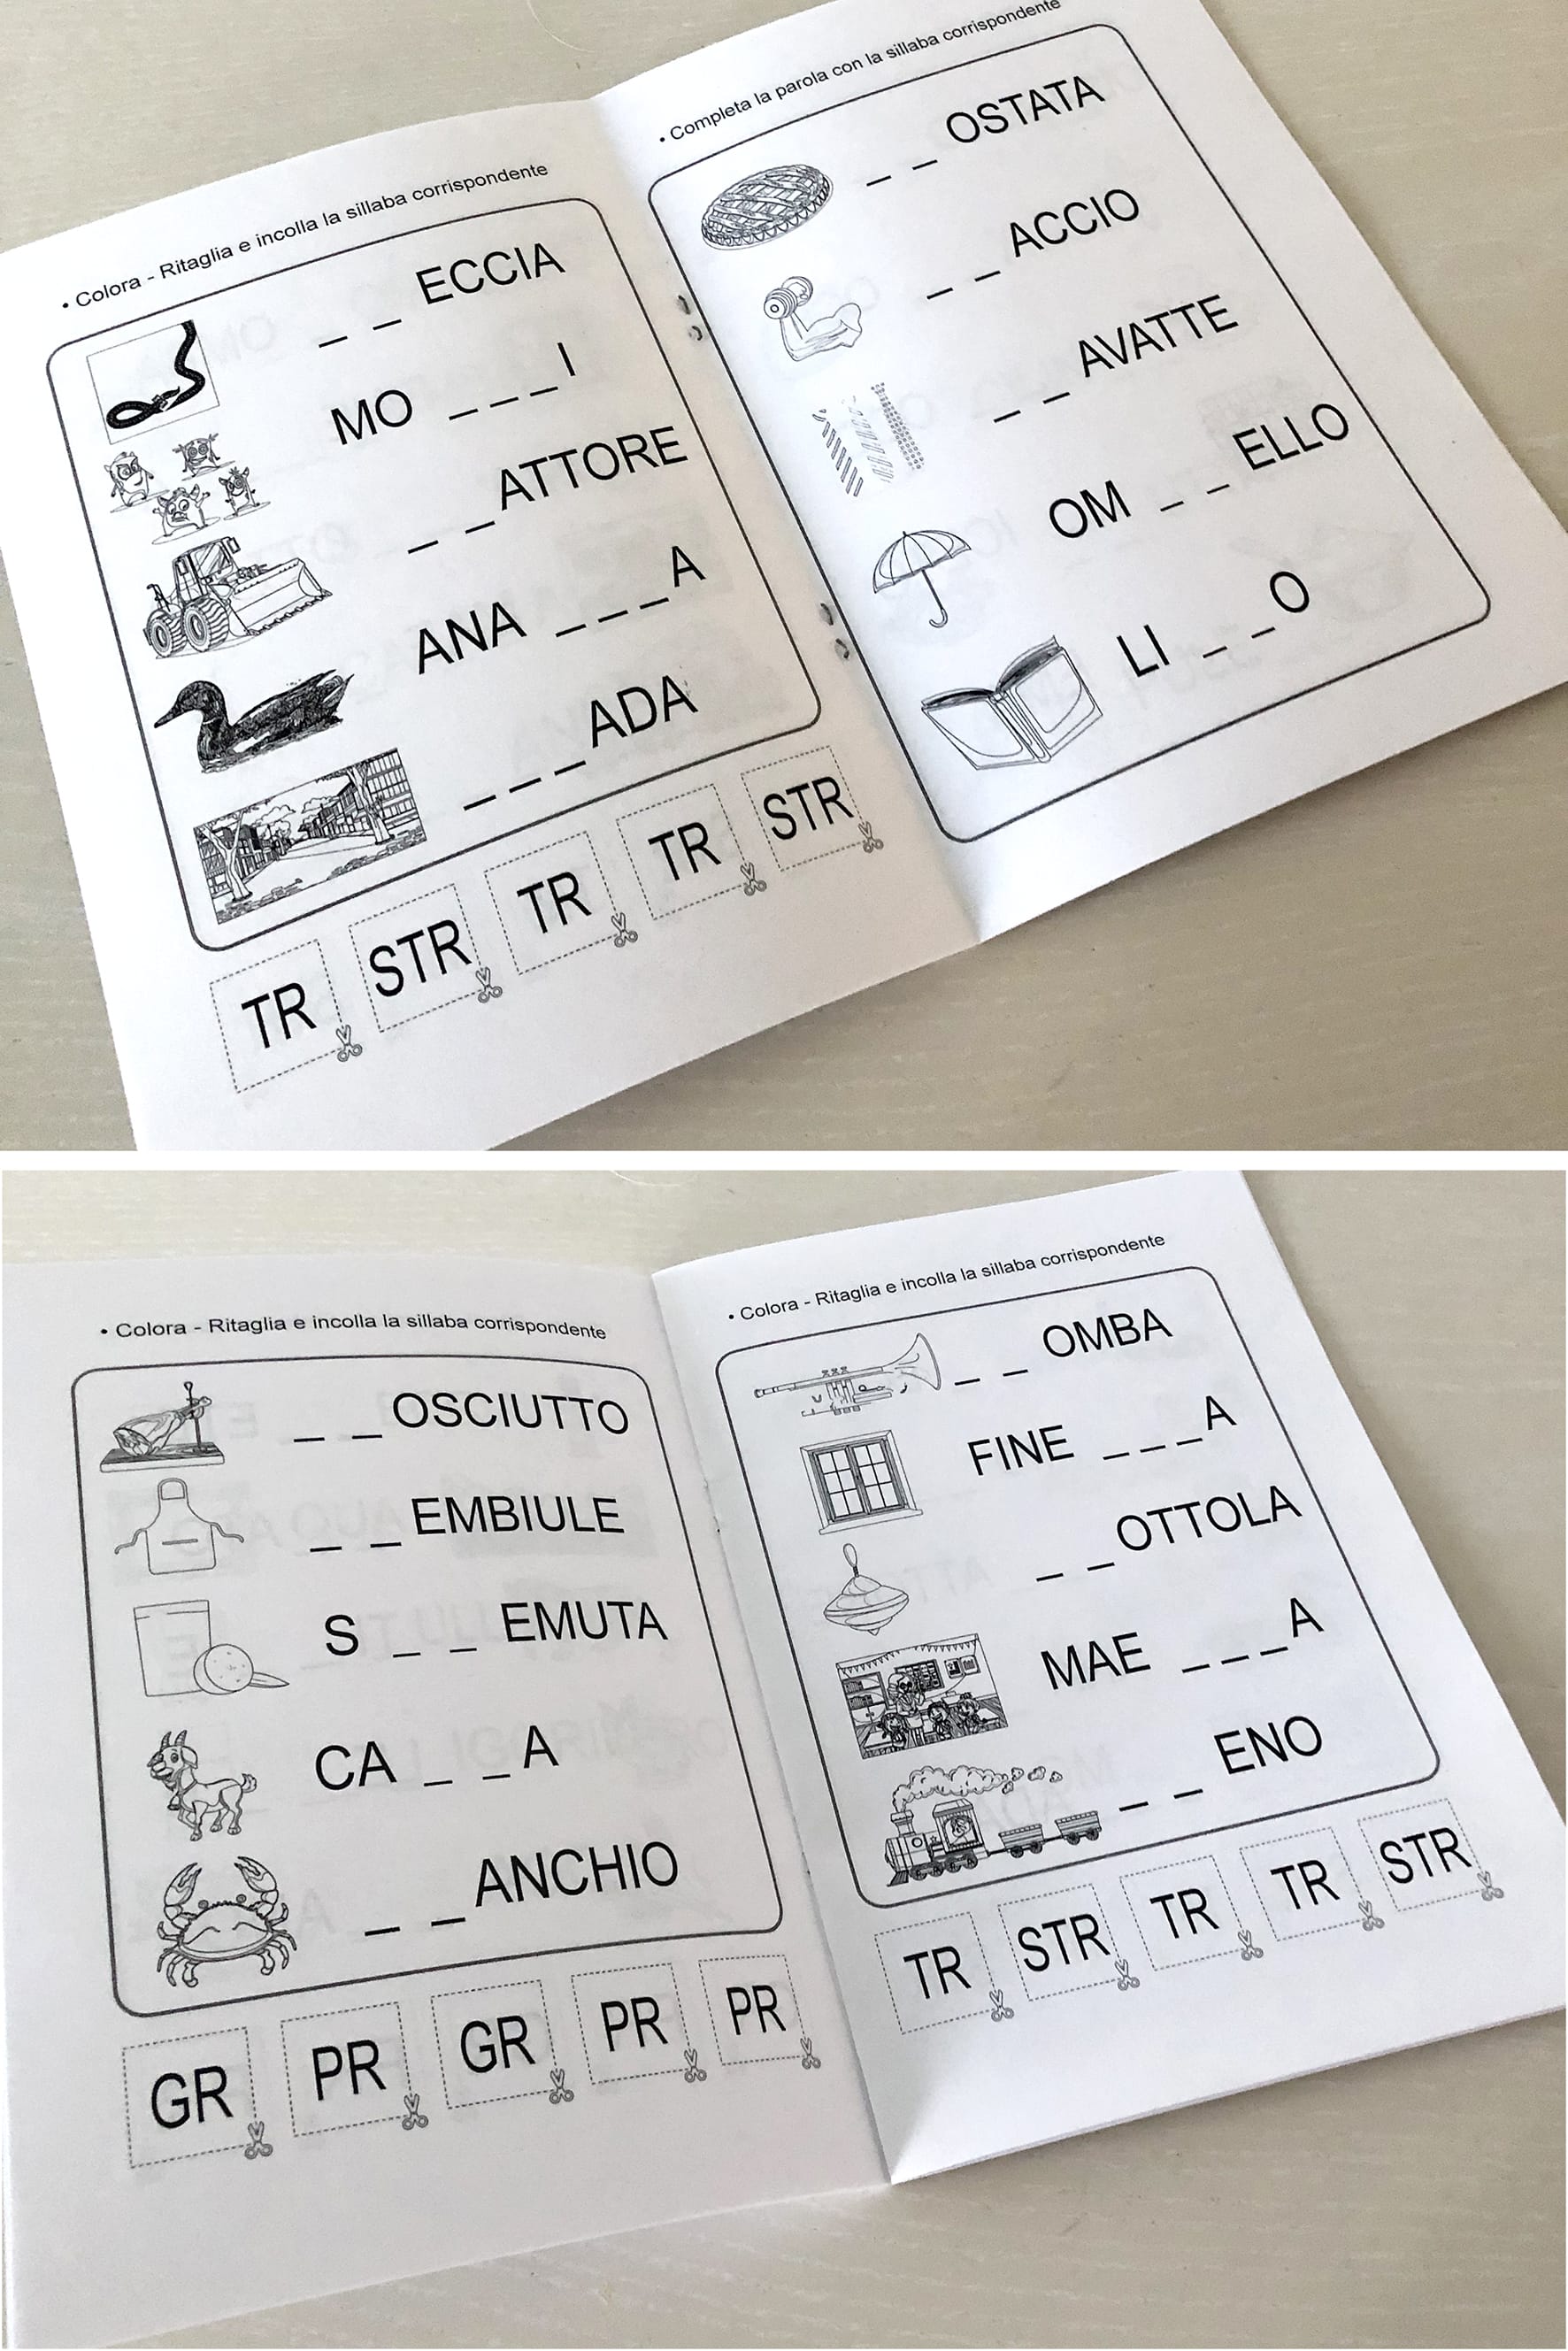 • Colora - Ritaglia e incolla la sillaba corrispondente
_ _ ECCIA
MO _ _ _ I
_ _ ATTORE
ANA _ _ _ A
_ _ _ ADA
TR STR TR TR STR
• Completa la parola con la sillaba corrispondente
_ _ OSTATA
_ _ ACCIO
_ _ AVATTE
OM _ _ ELLO
LI _ _ O
• Colora - Ritaglia e incolla la sillaba corrispondente
_ _ OSCIUTTO
_ _ EMBIULE
S _ _ EMUTA
CA _ _ A
_ _ ANCHIO
GR PR GR PR PR
• Colora - Ritaglia e incolla la sillaba corrispondente
_ _ OMBA
FINE _ _ _ A
_ _ OTTOLA
MAE _ _ _ A
_ _ ENO
TR STR TR TR STR